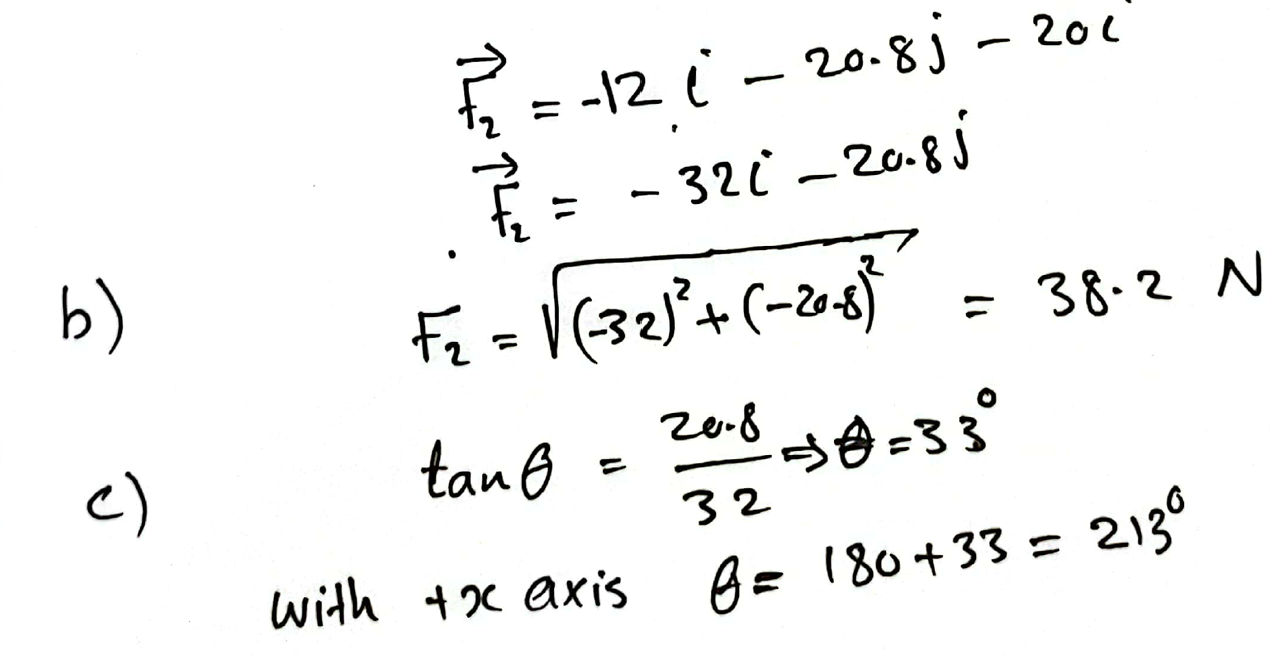 F₂ = -12 i - 20.8 j - 20 i
F₂ = - 32 i - 20.8 j
b) F₂ = √(-32)² + (-20.8)² = 38.2 N
c) tan θ = 20.8/32 ⇒ θ = 33°
with +x axis θ = 180 + 33 = 213°